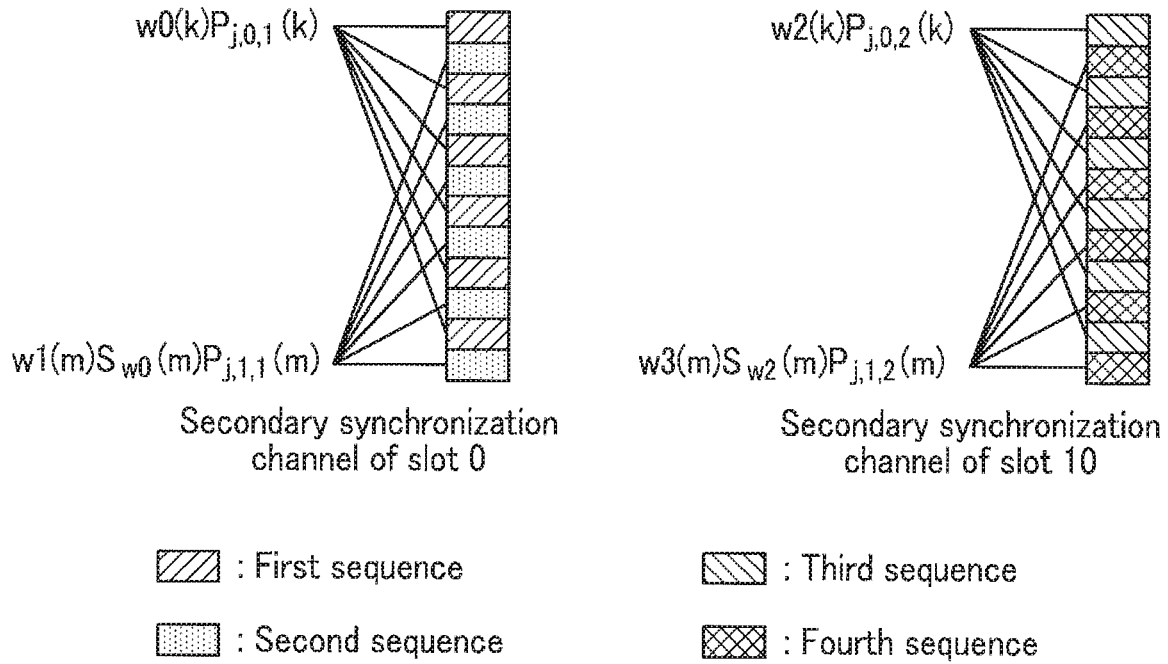 w0(k)P_{j,0,1}(k)
w1(m)S_{w0}(m)P_{j,1,1}(m)
Secondary synchronization
channel of slot 0
w2(k)P_{j,0,2}(k)
w3(m)S_{w2}(m)P_{j,1,2}(m)
Secondary synchronization
channel of slot 10
: First sequence
: Second sequence
: Third sequence
: Fourth sequence